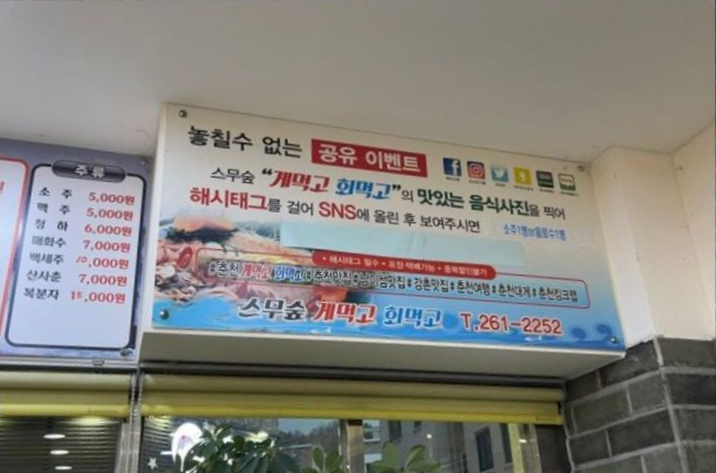 주류
소 주 5,000원
맥 주 5,000원
청 하 6,000원
매화수 7,000원
백세주 10,000원
산사춘 7,000원
복분자 15,000원
놓칠수 없는 공유 이벤트
스무숲 “게먹고 회먹고”의 맛있는 음식사진을 찍어
해시태그를 걸어 SNS에 올린 후 보여주시면 소주1병or음료수1병
• 해시태그 필수 • 포장·택배가능 • 중복할인불가
#춘천게먹고 회먹고 #춘천맛집 #강촌맛집 #춘천여행 #춘천대게 #춘천킹크랩
스무숲 게먹고 회먹고 T.261-2252